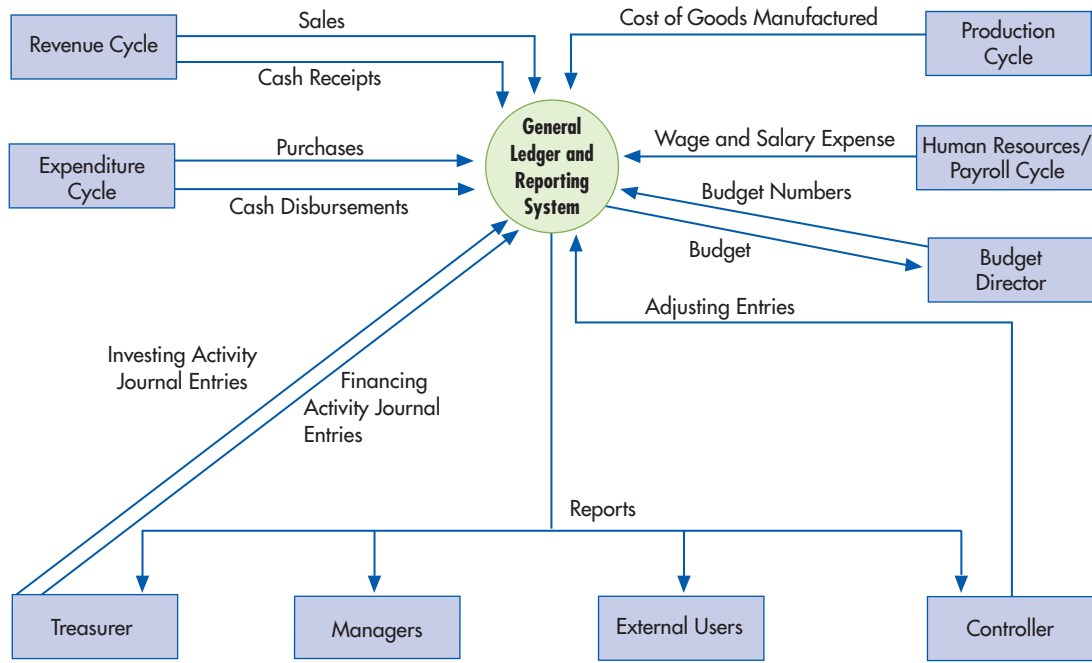 Sales
Cost of Goods Manufactured
Revenue Cycle
Production
Cycle
Cash Receipts
General
Ledger and
Reporting
System
Purchases
Wage and Salary Expense
Expenditure
Cycle
Human Resources/
Payroll Cycle
Cash Disbursements
Budget Numbers
Budget
Budget
Director
Adjusting Entries
Investing Activity
Journal Entries
Financing
Activity Journal
Entries
Reports
Treasurer
Managers
External Users
Controller